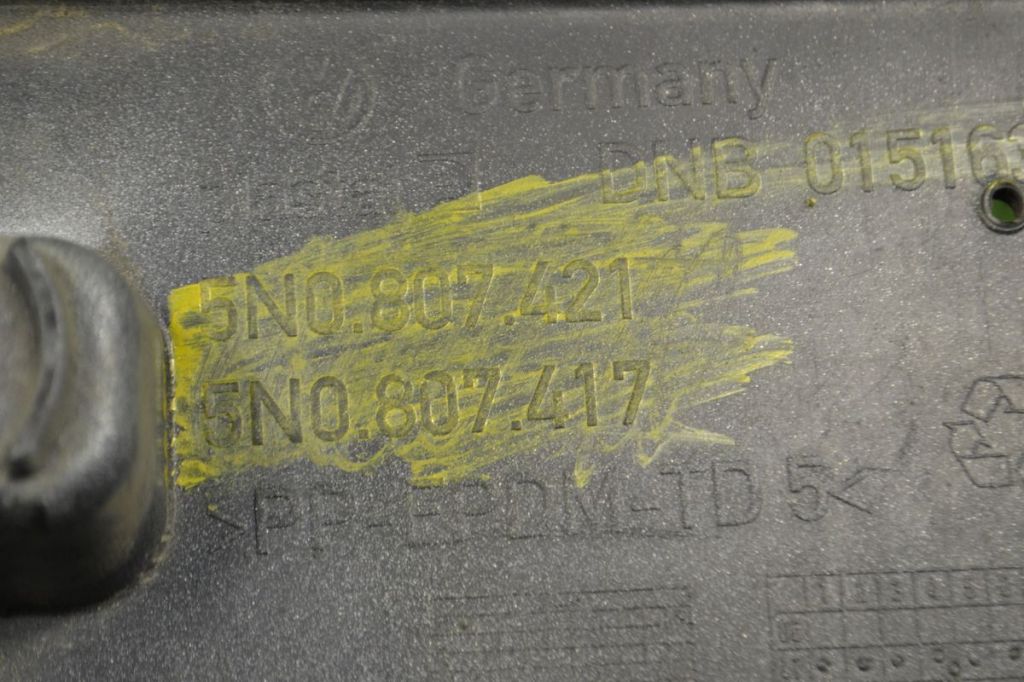 Germany
DNB 01516
5N0.807.421
5N0.807.417
>PP-EPDM-TD 5<